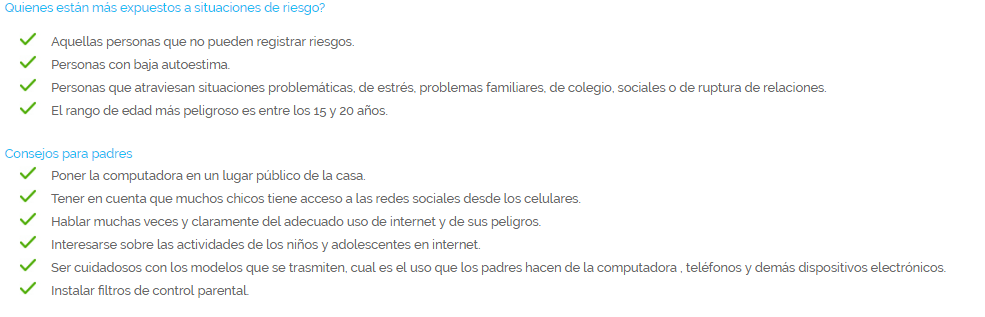 Quienes están más expuestos a situaciones de riesgo?
Aquellas personas que no pueden registrar riesgos.
Personas con baja autoestima.
Personas que atraviesan situaciones problemáticas, de estrés, problemas familiares, de colegio, sociales o de ruptura de relaciones.
El rango de edad más peligroso es entre los 15 y 20 años.
Consejos para padres
Poner la computadora en un lugar público de la casa.
Tener en cuenta que muchos chicos tiene acceso a las redes sociales desde los celulares.
Hablar muchas veces y claramente del adecuado uso de internet y de sus peligros.
Interesarse sobre las actividades de los niños y adolescentes en internet.
Ser cuidadosos con los modelos que se trasmiten, cual es el uso que los padres hacen de la computadora , teléfonos y demás dispositivos electrónicos.
Instalar filtros de control parental.